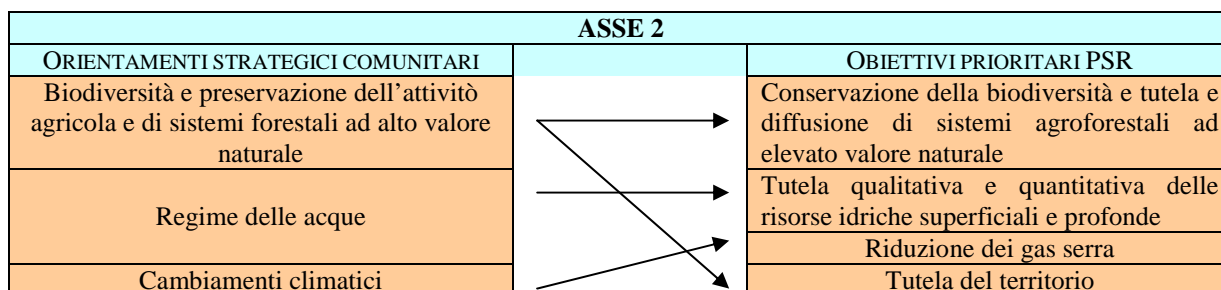 ASSE 2
ORIENTAMENTI STRATEGICI COMUNITARI
OBIETTIVI PRIORITARI PSR
Biodiversità e preservazione dell'attivitò
agricola e di sistemi forestali ad alto valore
naturale
Conservazione della biodiversità e tutela e
diffusione di sistemi agroforestali ad
elevato valore naturale
Regime delle acque
Tutela qualitativa e quantitativa delle
risorse idriche superficiali e profonde
Riduzione dei gas serra
Cambiamenti climatici
Tutela del territorio